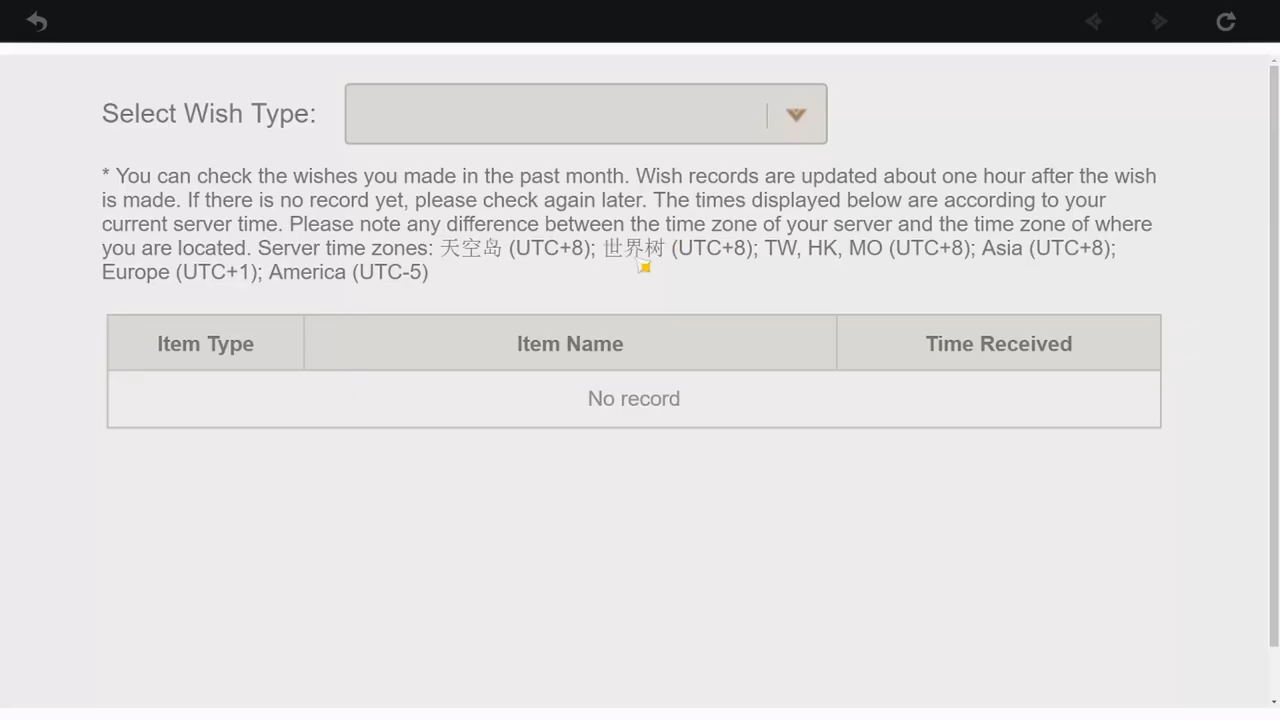 Select Wish Type:
* You can check the wishes you made in the past month. Wish records are updated about one hour after the wish
is made. If there is no record yet, please check again later. The times displayed below are according to your
current server time. Please note any difference between the time zone of your server and the time zone of where
you are located. Server time zones: 天空岛 (UTC+8); 世界树 (UTC+8); TW, HK, MO (UTC+8); Asia (UTC+8);
Europe (UTC+1); America (UTC-5)
Item Type Item Name Time Received
No record